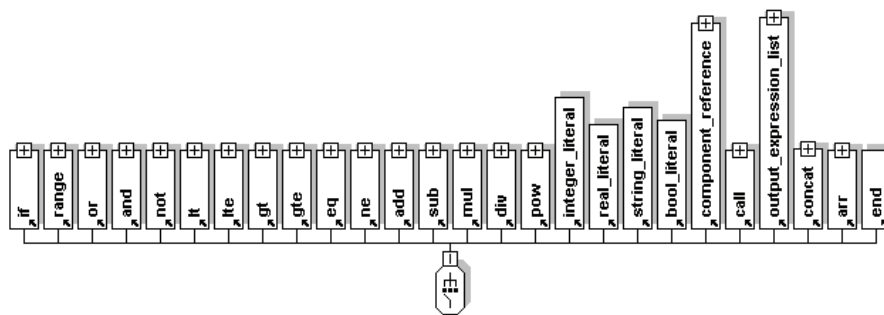 if
range
or
and
not
lt
lte
gt
gte
eq
ne
add
sub
mul
div
pow
integer_literal
real_literal
string_literal
bool_literal
component_reference
call
output_expression_list
concat
arr
end